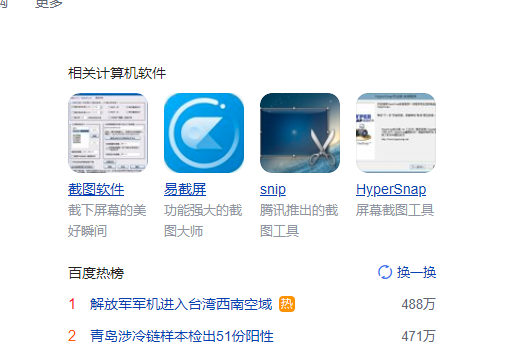 更多
相关计算机软件
截图软件 易截屏 snip HyperSnap
截下屏幕的美 功能强大的截 腾讯推出的截 屏幕截图工具
好瞬间 图大师 图工具
百度热榜 换一换
1 解放军军机进入台湾西南空域 热 488万
2 青岛涉冷链样本检出51份阳性 471万